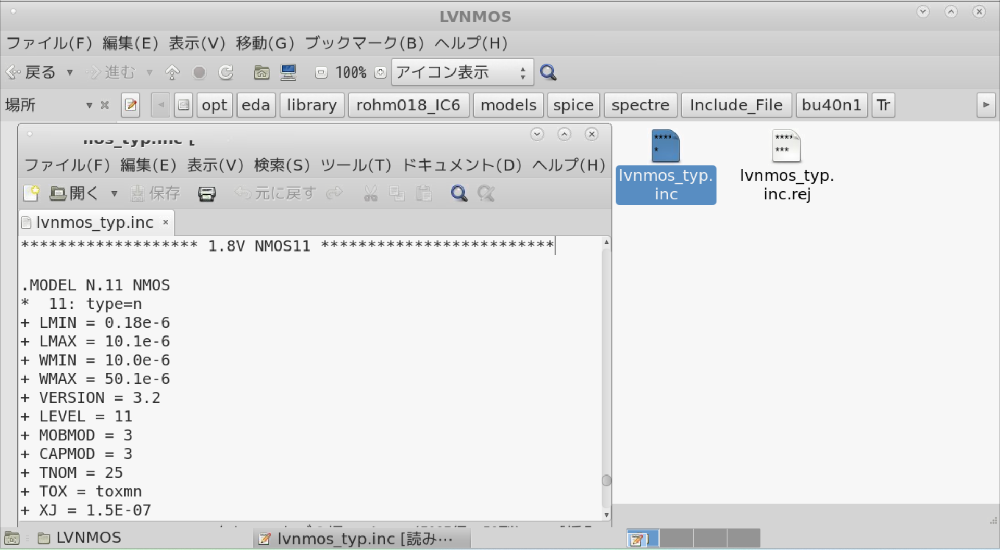 LVNMOS
ファイル(F) 編集(E) 表示(V) 移動(G) ブックマーク(B) ヘルプ(H)
戻る 進む 100% アイコン表示
場所 opt eda library rohm018_IC6 models spice spectre Include_File bu40n1 Tr
ファイル(F) 編集(E) 表示(V) 検索(S) ツール(T) ドキュメント(D) ヘルプ(H)
開く 保存 元に戻す
lvnmos_typ.inc
******************* 1.8V NMOS11 *************************
.MODEL N.11 NMOS
*  11: type=n
+ LMIN = 0.18e-6
+ LMAX = 10.1e-6
+ WMIN = 10.0e-6
+ WMAX = 50.1e-6
+ VERSION = 3.2
+ LEVEL = 11
+ MOBMOD = 3
+ CAPMOD = 3
+ TNOM = 25
+ TOX = toxmn
+ XJ = 1.5E-07
lvnmos_typ.
inc
lvnmos_typ.
inc.rej
LVNMOS
lvnmos_typ.inc [読み…